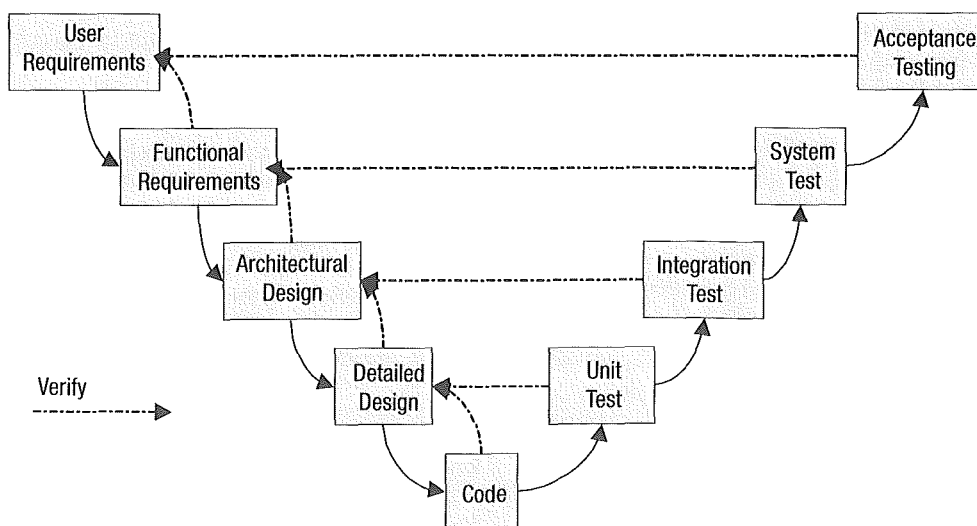 User
Requirements
Acceptance
Testing
Functional
Requirements
System
Test
Architectural
Design
Integration
Test
Detailed
Design
Unit
Test
Verify
Code